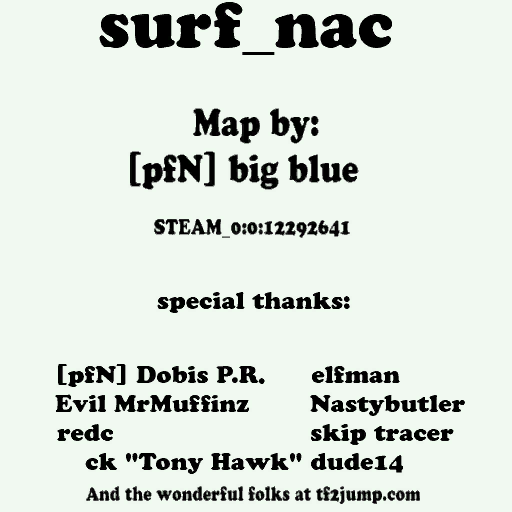 surf_nac
Map by:
[pfN] big blue
STEAM_0:0:12292641
special thanks:
[pfN] Dobis P.R. elfman
Evil MrMuffinz Nastybutler
redc skip tracer
ck "Tony Hawk" dude14
And the wonderful folks at tf2jump.com